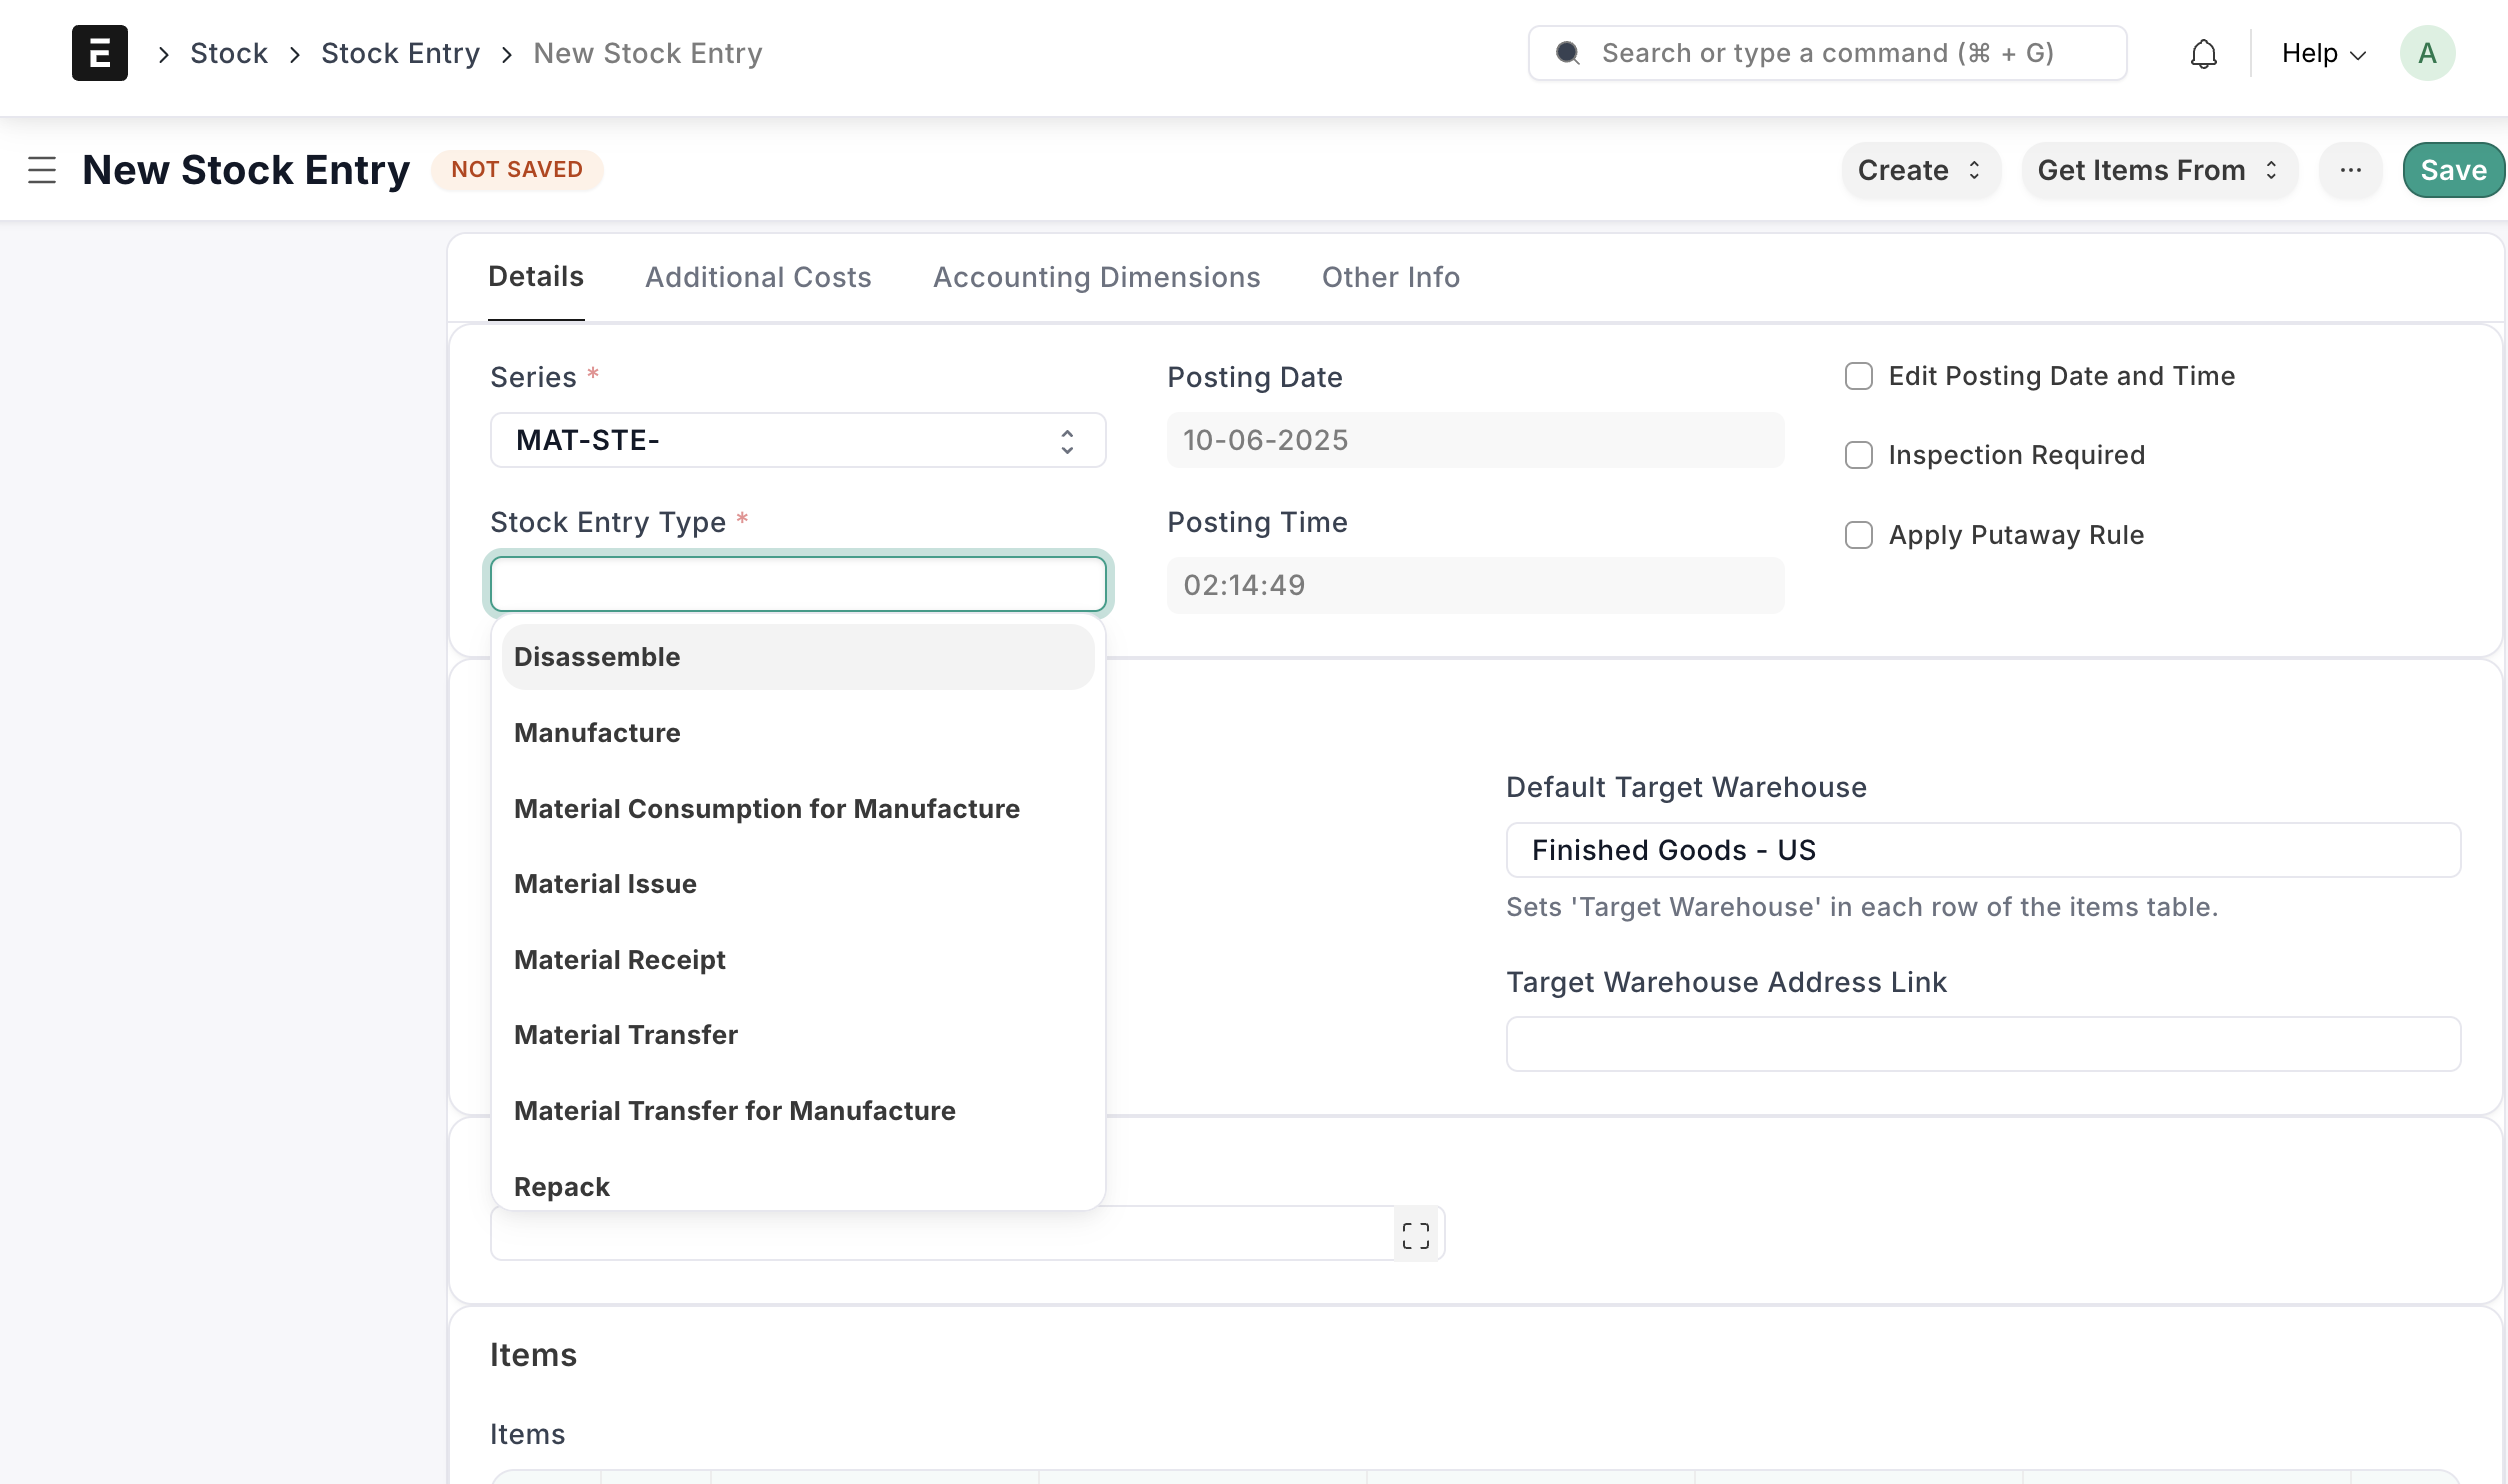 E
Stock
Stock Entry
New Stock Entry
Search or type a command (⌘ + G)
Help
A
New Stock Entry
NOT SAVED
Create
Get Items From
...
Save
Details
Additional Costs
Accounting Dimensions
Other Info
Series *
MAT-STE-
Posting Date
10-06-2025
Edit Posting Date and Time
Inspection Required
Apply Putaway Rule
Stock Entry Type *
Posting Time
02:14:49
Disassemble
Manufacture
Material Consumption for Manufacture
Material Issue
Material Receipt
Material Transfer
Material Transfer for Manufacture
Repack
Default Target Warehouse
Finished Goods - US
Sets 'Target Warehouse' in each row of the items table.
Target Warehouse Address Link
Items
Items